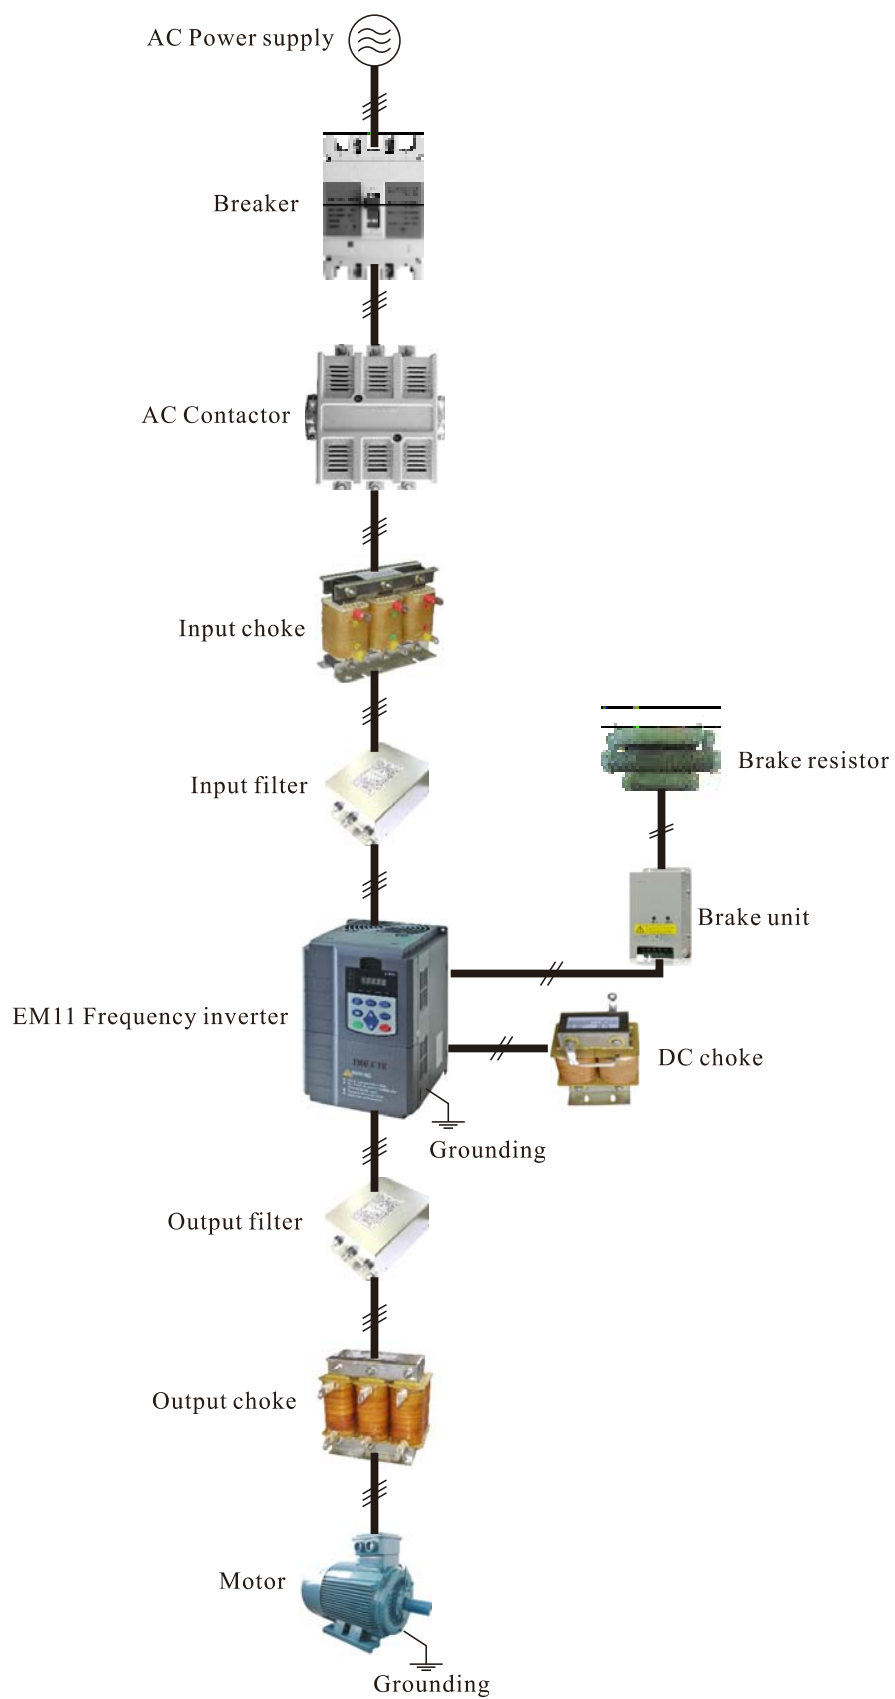 AC Power supply
Breaker
AC Contactor
Input choke
Input filter
Brake resistor
Brake unit
EM11 Frequency inverter
DC choke
Grounding
Output filter
Output choke
Motor
Grounding